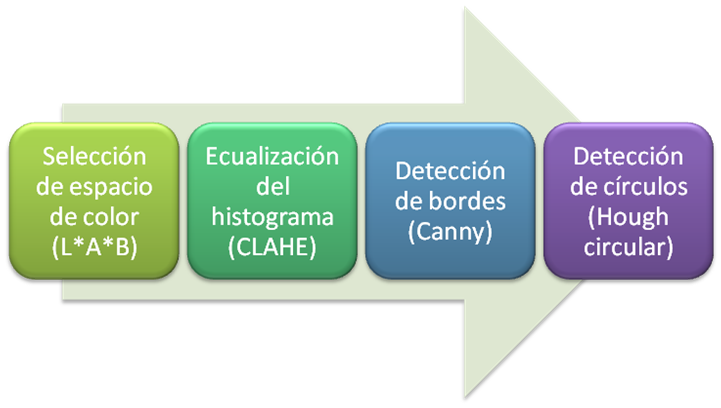 Selección
de espacio
de color
(L*A*B)
Ecualización
del
histograma
(CLAHE)
Detección
de bordes
(Canny)
Detección
de círculos
(Hough
circular)